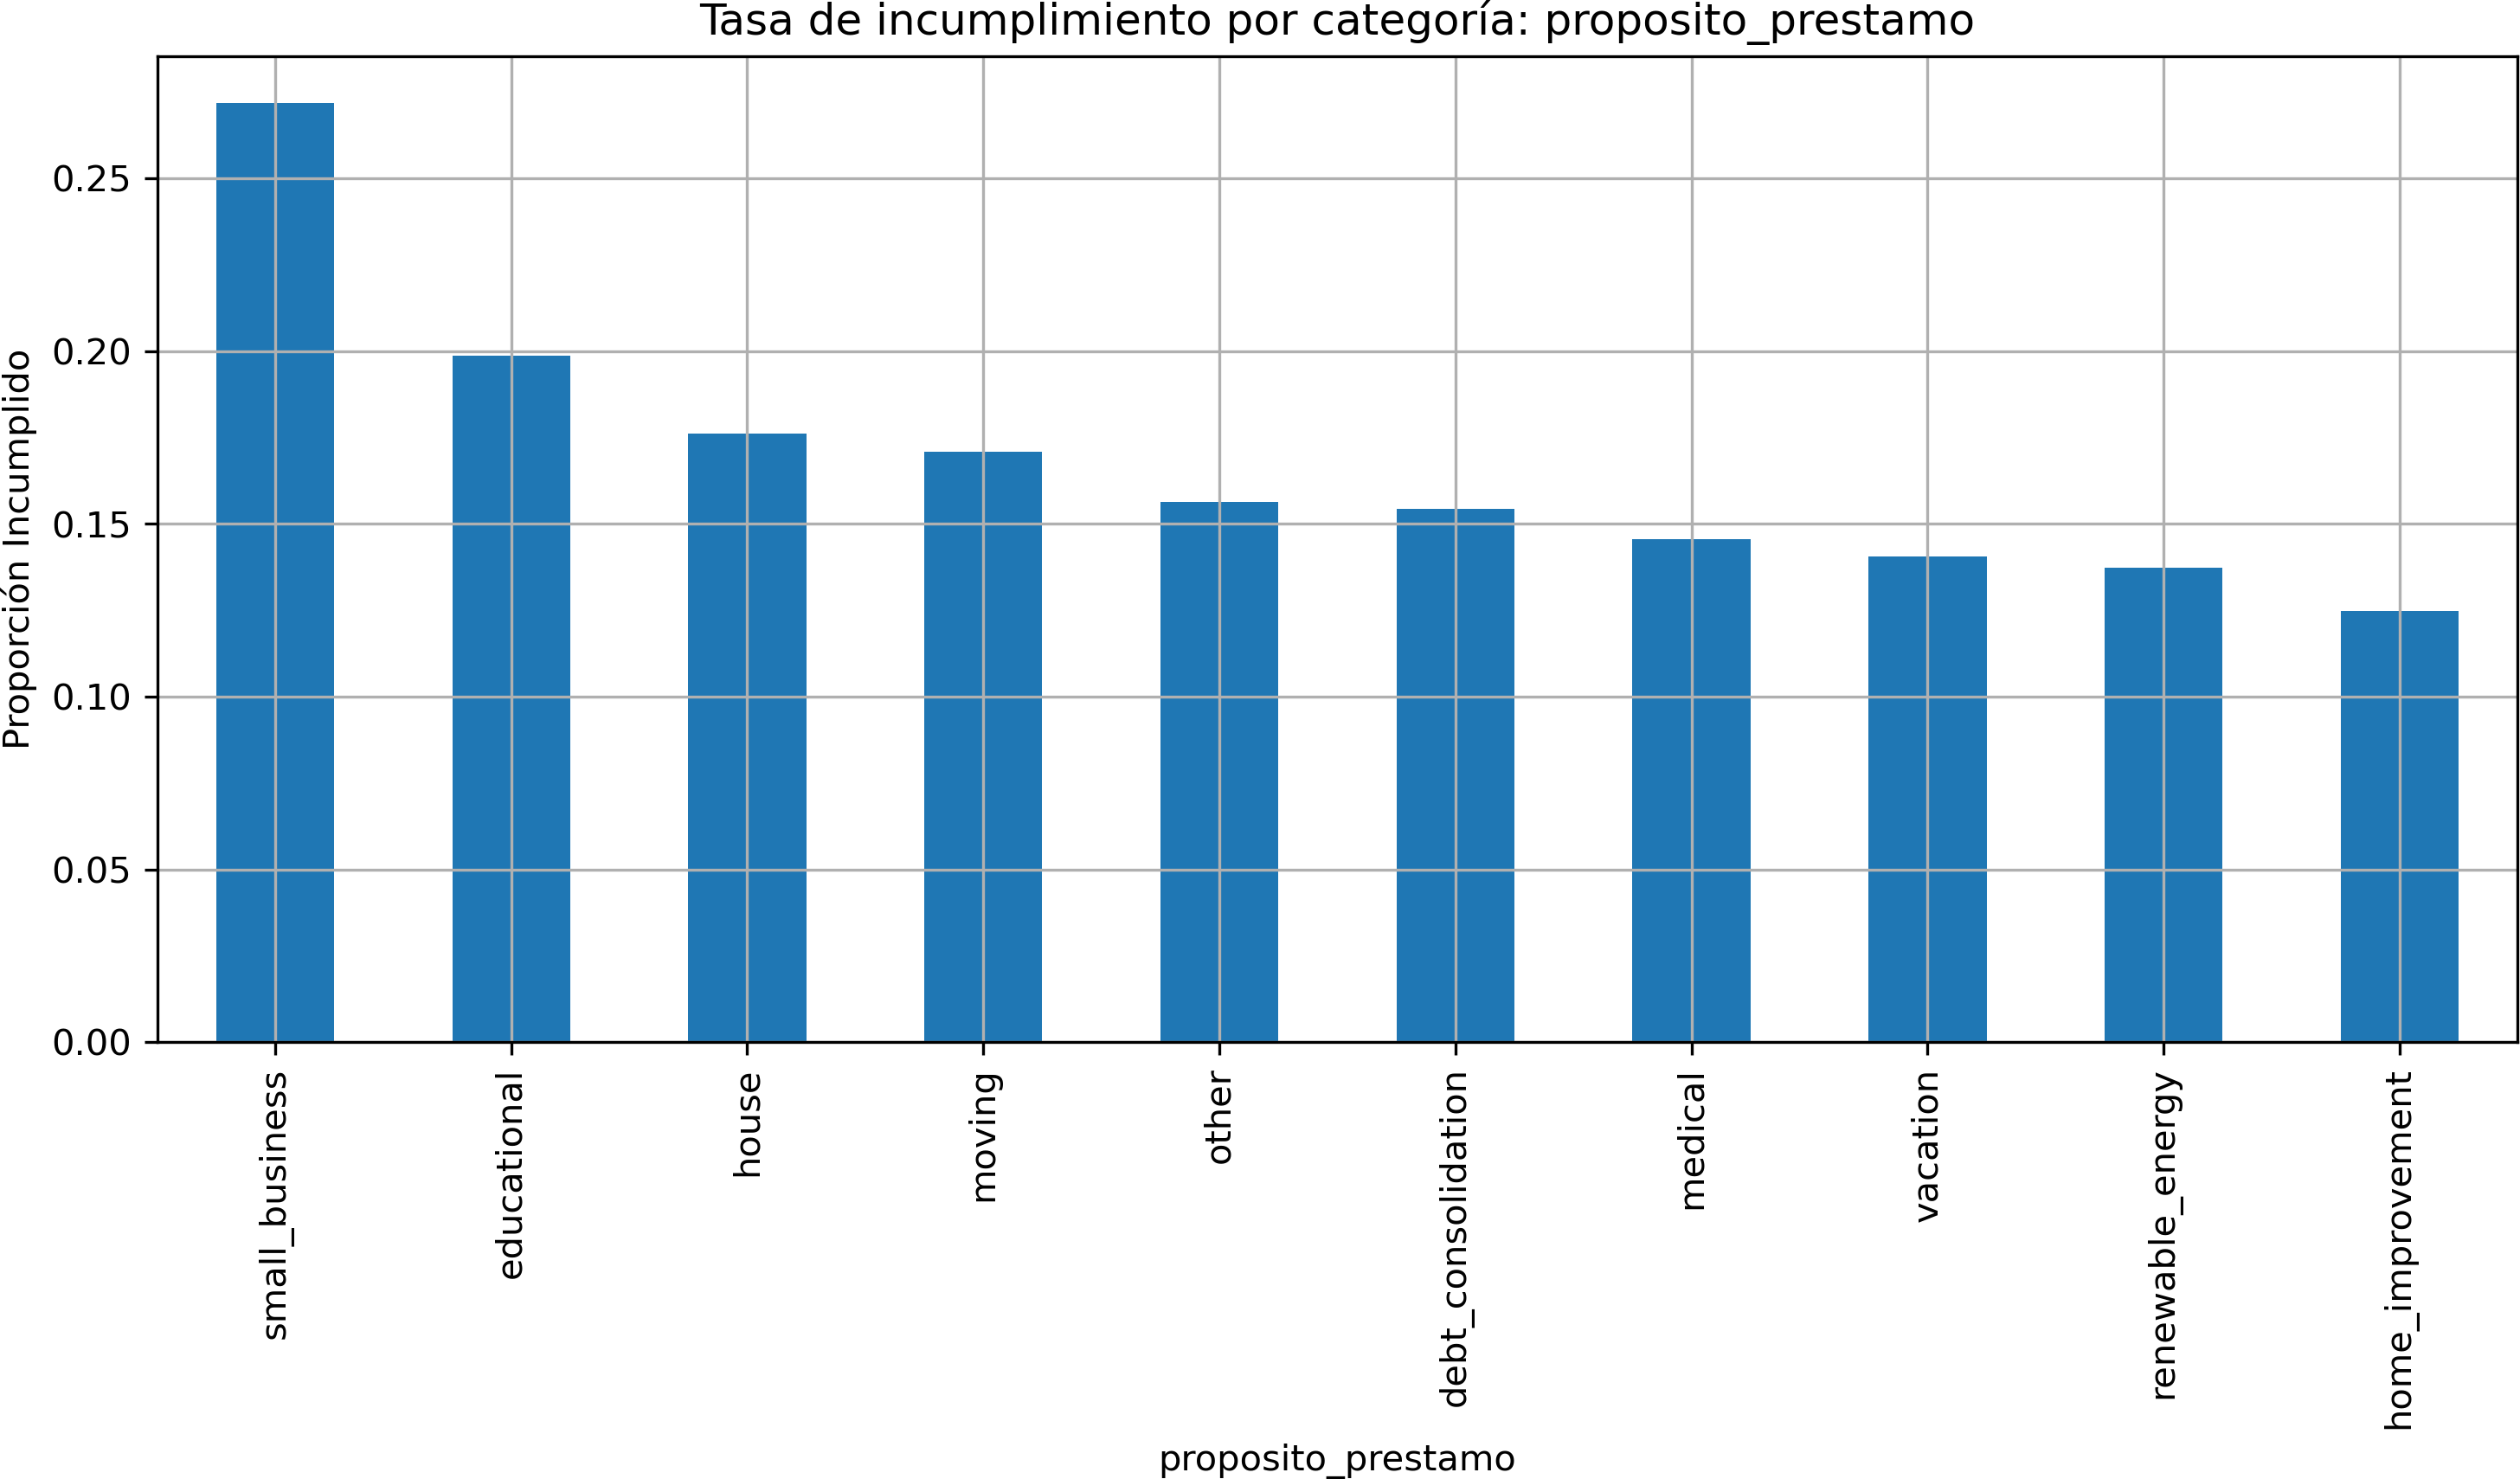 Tasa de incumplimiento por categoría: proposito_prestamo
Proporción Incumplido
0.25
0.20
0.15
0.10
0.05
0.00
small_business
educational
house
moving
other
debt_consolidation
medical
vacation
renewable_energy
home_improvement
proposito_prestamo